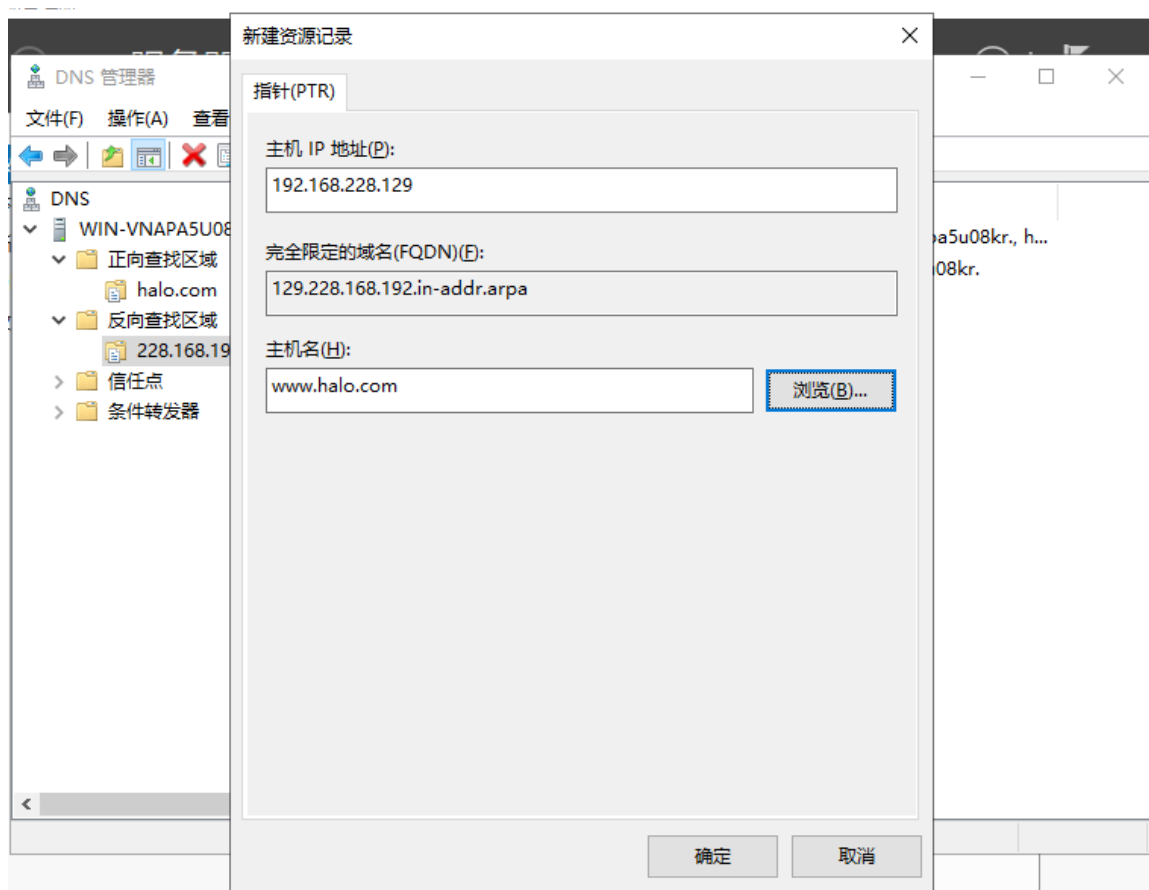 新建资源记录
DNS 管理器
指针(PTR)
文件(F) 操作(A) 查看
主机 IP 地址(P):
192.168.228.129
DNS
WIN-VNAPA5U08
pa5u08kr., h...
完全限定的域名(FQDN)(F):
正向查找区域
08kr.
129.228.168.192.in-addr.arpa
halo.com
反向查找区域
主机名(H):
228.168.19
www.halo.com
浏览(B)...
信任点
条件转发器
确定
取消